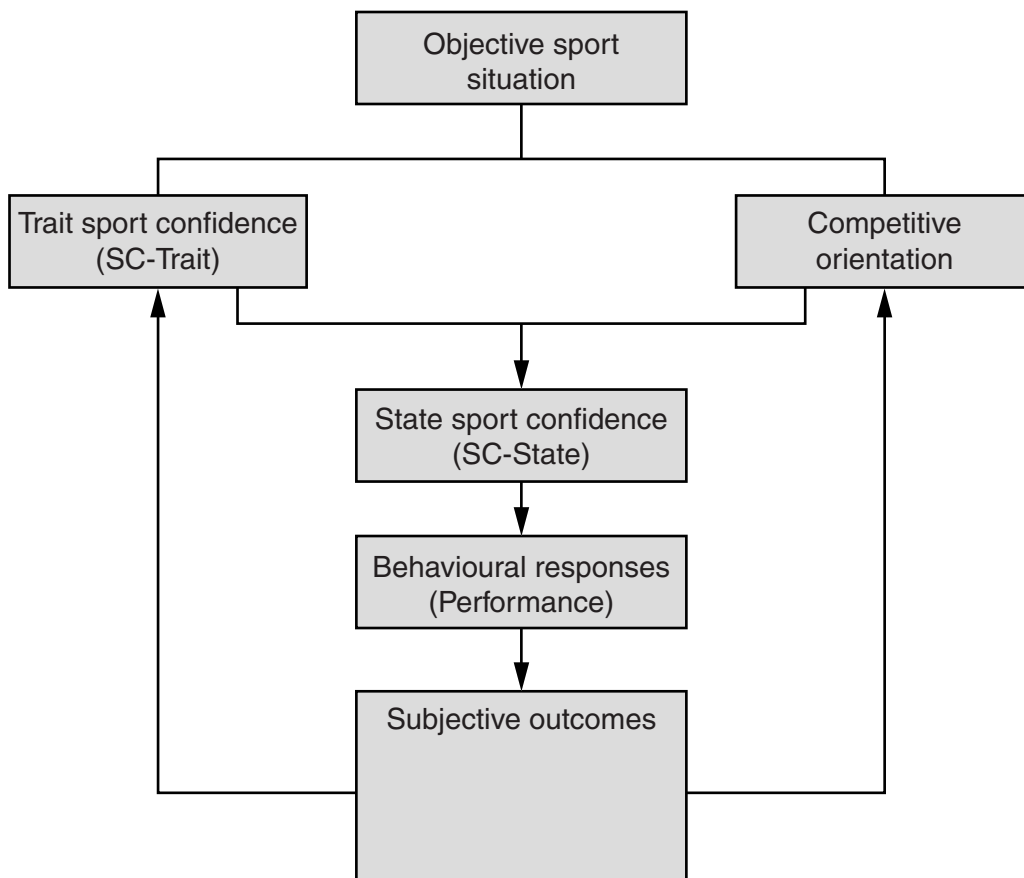 Objective sport
situation
Trait sport confidence
(SC-Trait)
Competitive
orientation
State sport confidence
(SC-State)
Behavioural responses
(Performance)
Subjective outcomes